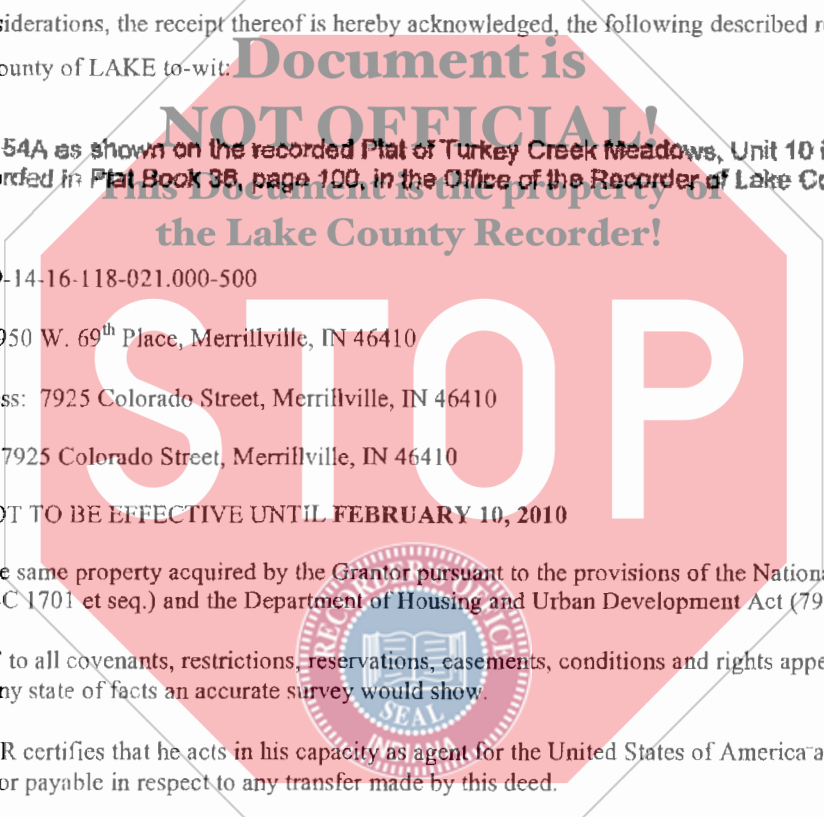 siderations, the receipt thereof is hereby acknowledged, the following described r
ounty of LAKE to-wit:
Document is
NOT OFFICIAL!
54A as shown on the recorded Plat of Turkey Creek Meadows, Unit 10 i
rded in Plat Book 36, page 100, in the Office of the Recorder of Lake Co
This Document is the property of
the Lake County Recorder!
-14-16-118-021.000-500
950 W. 69th Place, Merrillville, IN 46410
STOP
ss: 7925 Colorado Street, Merrillville, IN 46410
7925 Colorado Street, Merrillville, IN 46410
OT TO BE EFFECTIVE UNTIL FEBRUARY 10, 2010
e same property acquired by the Grantor pursuant to the provisions of the Nationa
C 1701 et seq.) and the Department of Housing and Urban Development Act (79
RECORDER'S OFFICE
to all covenants, restrictions, reservations, easements, conditions and rights appe
ny state of facts an accurate survey would show.
SEAL
INDIANA
R certifies that he acts in his capacity as agent for the United States of America a
or payable in respect to any transfer made by this deed.